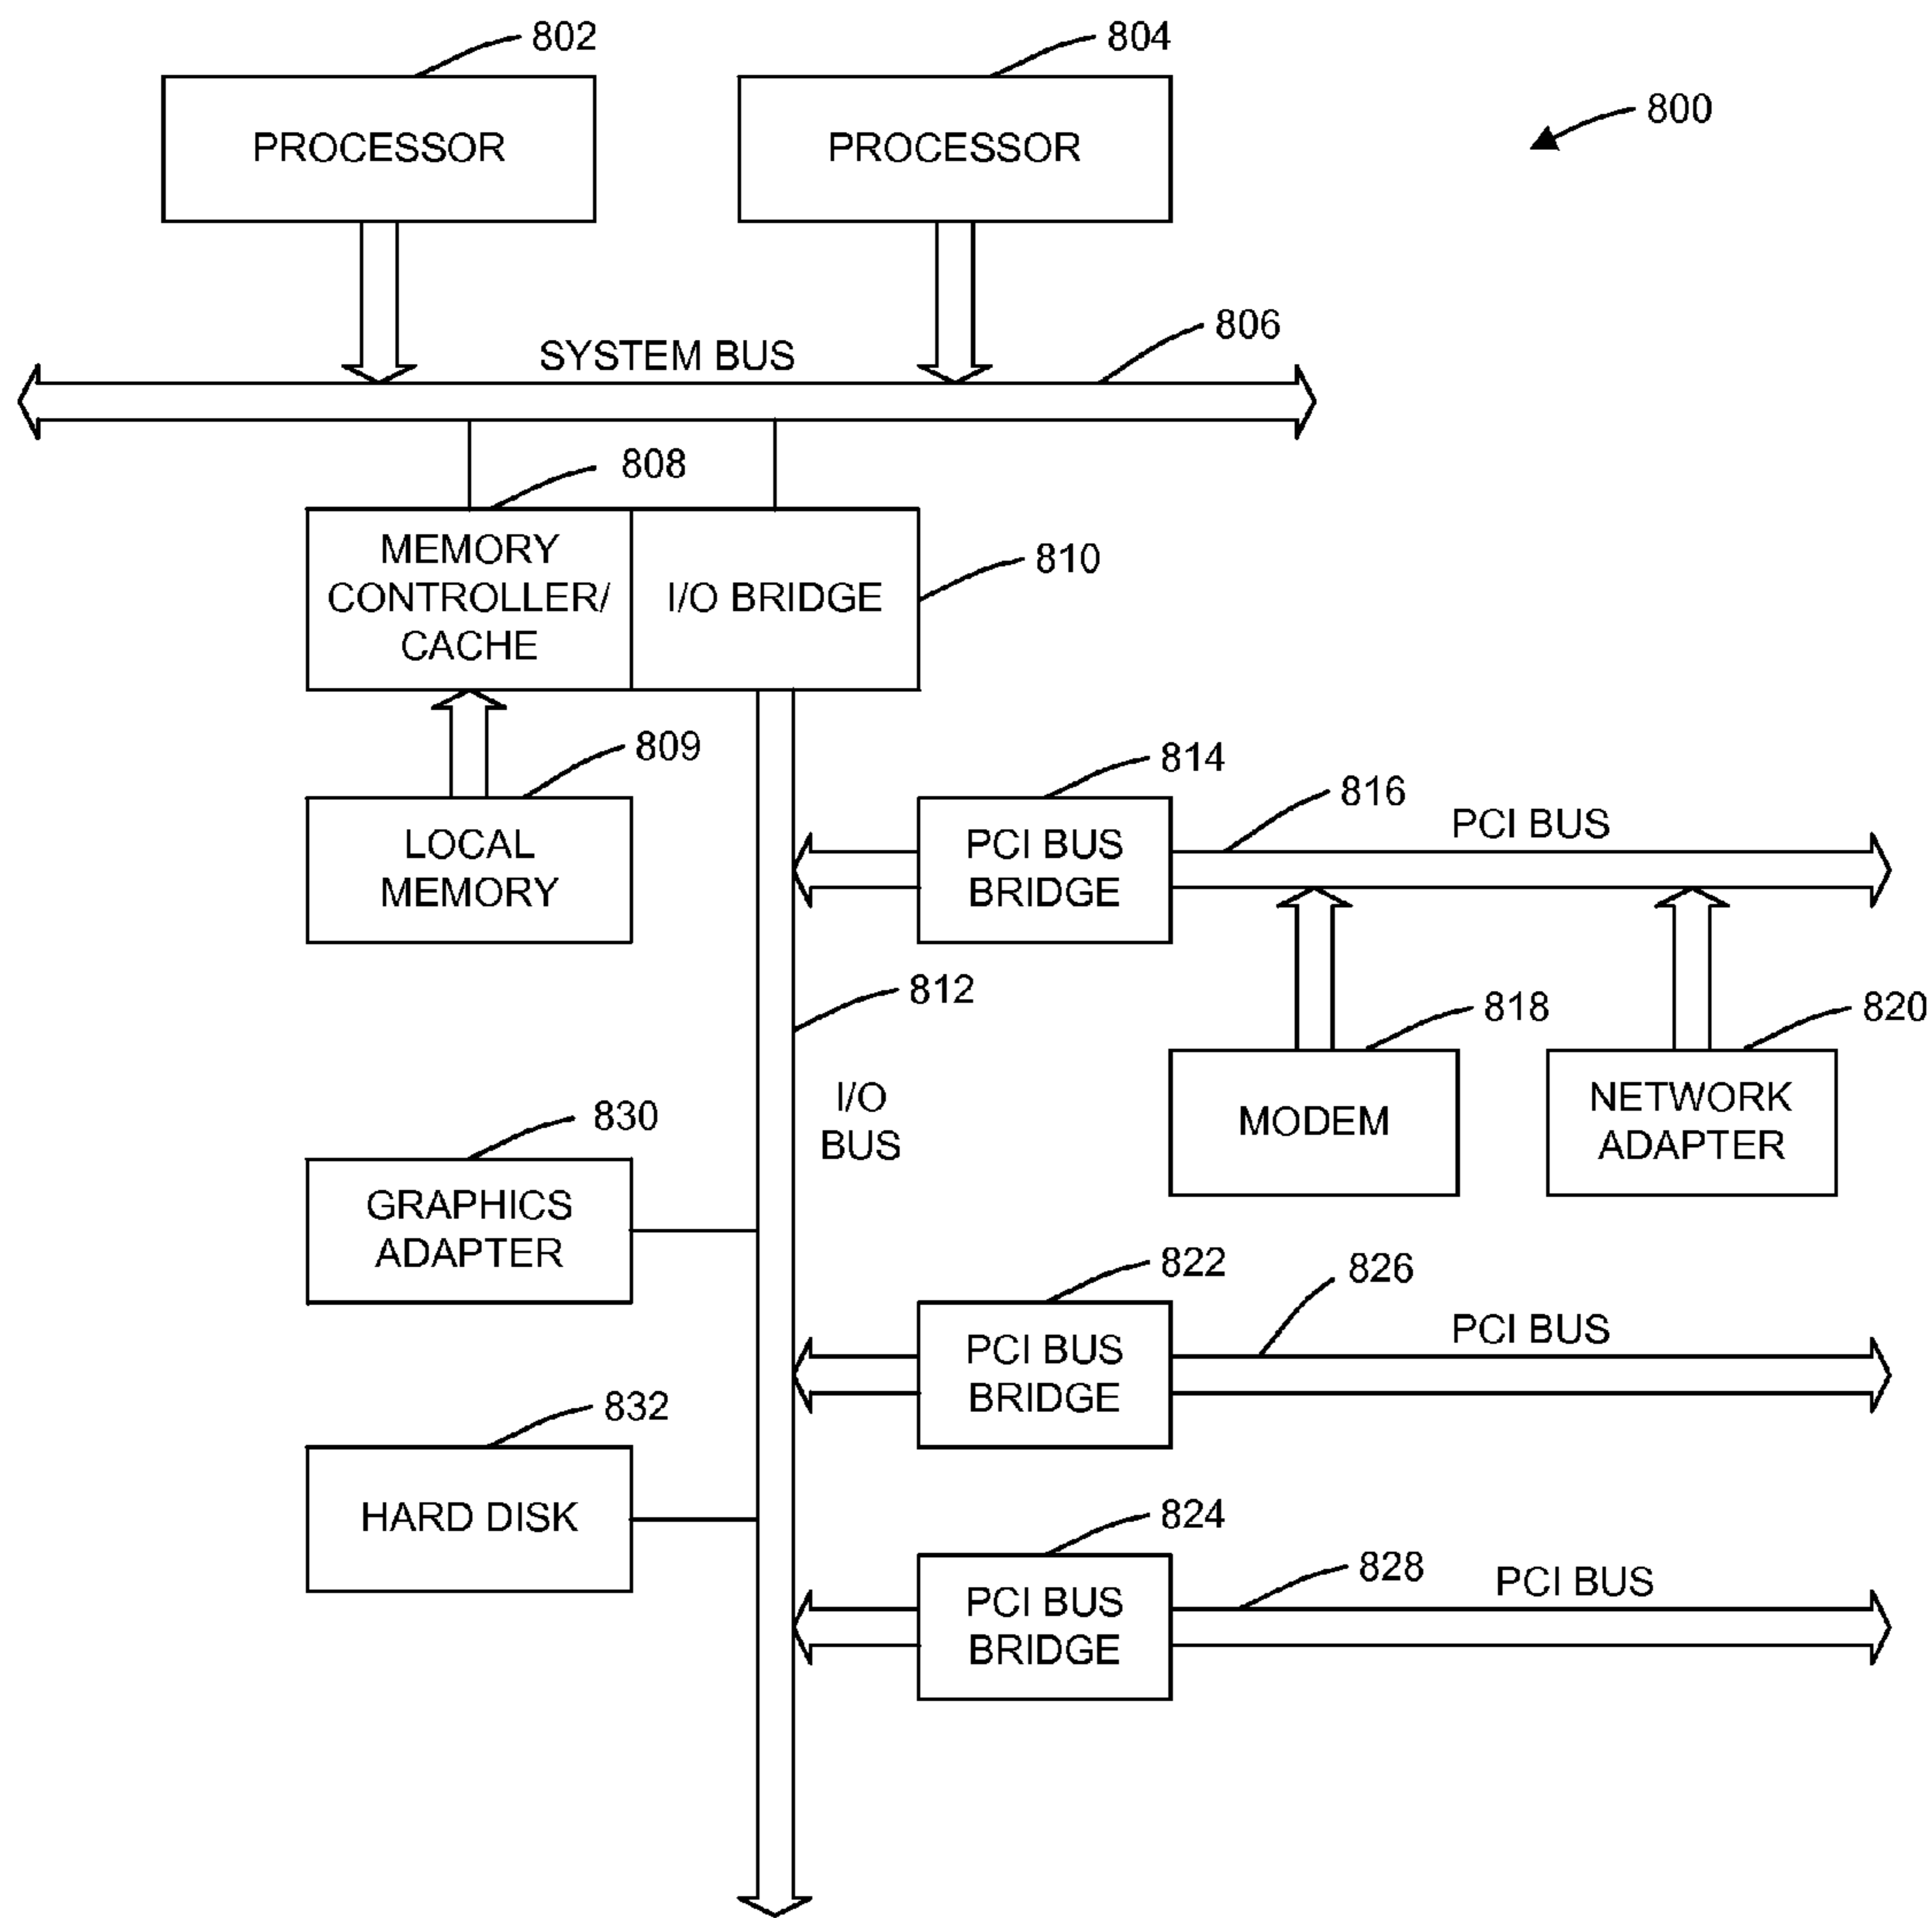 802
804
800
PROCESSOR
PROCESSOR
806
SYSTEM BUS
808
810
MEMORY
CONTROLLER/
CACHE
I/O BRIDGE
809
814
816
PCI BUS
LOCAL
MEMORY
PCI BUS
BRIDGE
812
818
820
I/O
BUS
MODEM
NETWORK
ADAPTER
830
GRAPHICS
ADAPTER
822
826
PCI BUS
PCI BUS
BRIDGE
832
HARD DISK
824
828
PCI BUS
PCI BUS
BRIDGE